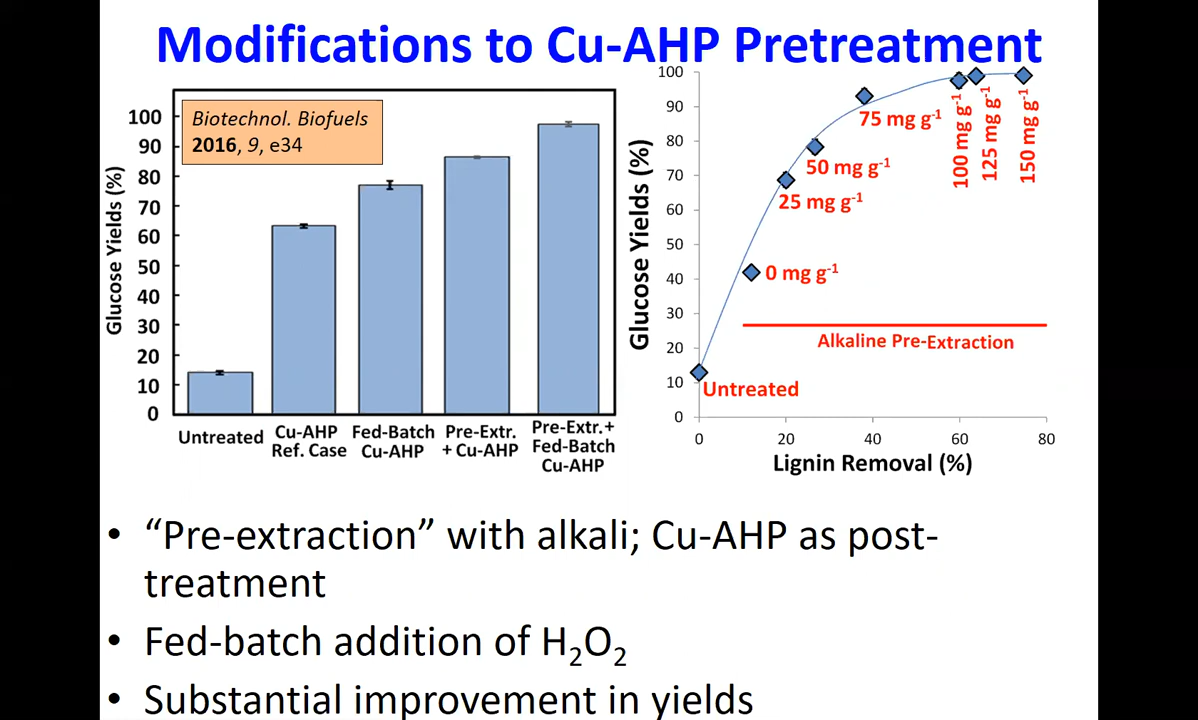 Modifications to Cu-AHP Pretreatment
Biotechnol. Biofuels
2016, 9, e34
Glucose Yields (%)
100
90
80
70
60
50
40
30
20
10
0
Untreated
Cu-AHP
Ref. Case
Fed-Batch
Cu-AHP
Pre-Extr.
+ Cu-AHP
Pre-Extr.+
Fed-Batch
Cu-AHP
Glucose Yields (%)
100
90
80
70
60
50
40
30
20
10
0
75 mg g⁻¹
100 mg g⁻¹
125 mg g⁻¹
150 mg g⁻¹
50 mg g⁻¹
25 mg g⁻¹
0 mg g⁻¹
Alkaline Pre-Extraction
Untreated
0 20 40 60 80
Lignin Removal (%)
• “Pre-extraction” with alkali; Cu-AHP as post-
treatment
• Fed-batch addition of H₂O₂
• Substantial improvement in yields